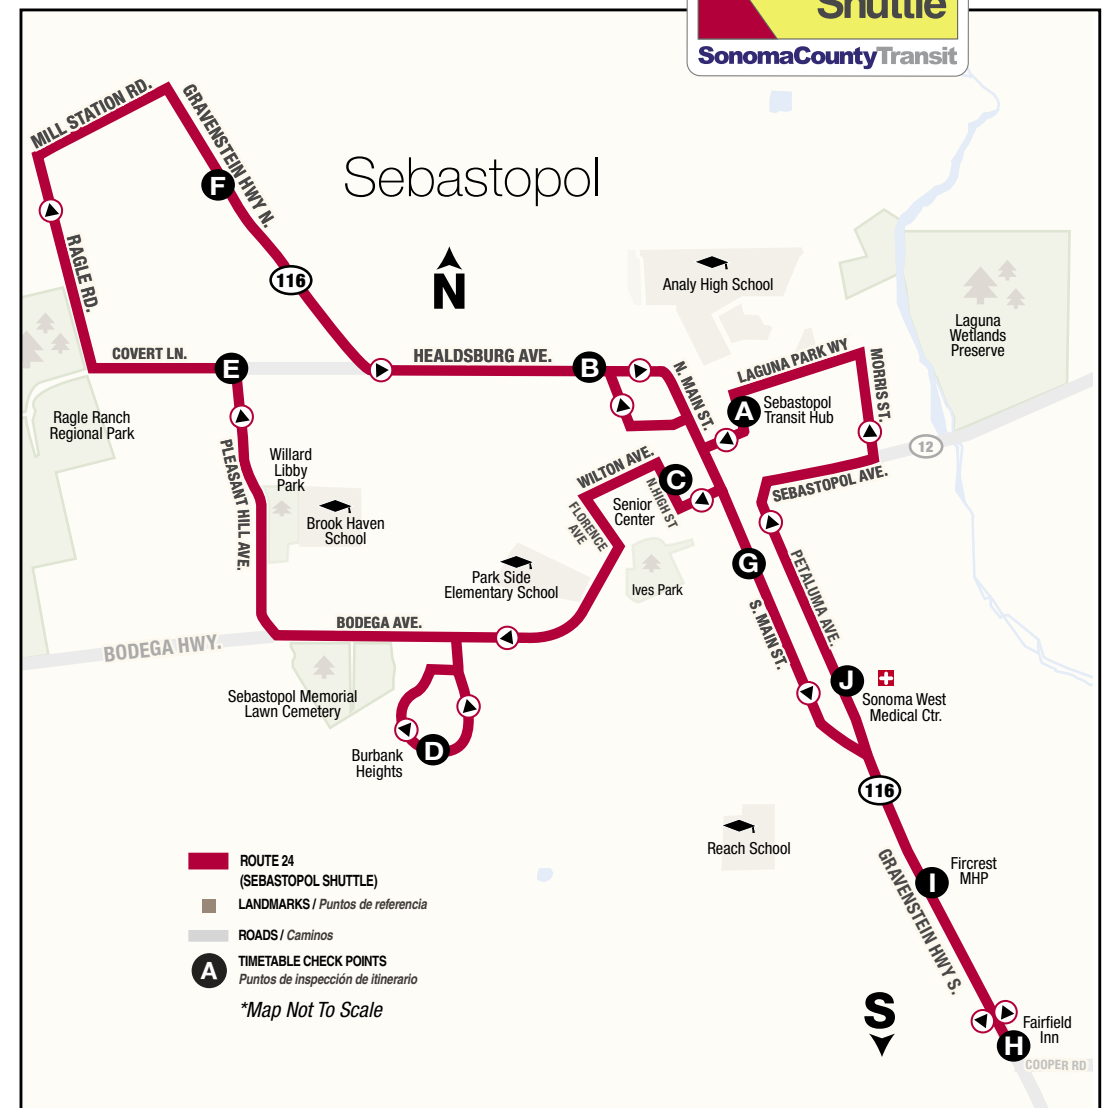 Shuttle
SonomaCountyTransit
MILL STATION RD.
GRAVENSTEIN HWY N.
F
Sebastopol
RAGLE RD.
116
N
Analy High School
Laguna
Wetlands
Preserve
COVERT LN.
E
HEALDSBURG AVE.
B
N. MAIN ST.
LAGUNA PARK WY
MORRIS ST.
A
Sebastopol
Transit Hub
Ragle Ranch
Regional Park
12
PLEASANT HILL AVE.
Willard
Libby
Park
WILTON AVE.
C
N.HIGH ST
SEBASTOPOL AVE.
Senior
Center
FLORENCE
AVE
Brook Haven
School
G
PETALUMA AVE.
Park Side
Elementary School
Ives Park
S. MAIN ST.
BODEGA AVE.
BODEGA HWY.
J
Sonoma West
Medical Ctr.
Sebastopol Memorial
Lawn Cemetery
D
Burbank
Heights
116
Reach School
GRAVENSTEIN HWY S.
I
Fircrest
MHP
ROUTE 24
(SEBASTOPOL SHUTTLE)
LANDMARKS / Puntos de referencia
ROADS / Caminos
A
TIMETABLE CHECK POINTS
Puntos de inspección de itinerario
*Map Not To Scale
S
Fairfield
Inn
H
COOPER RD